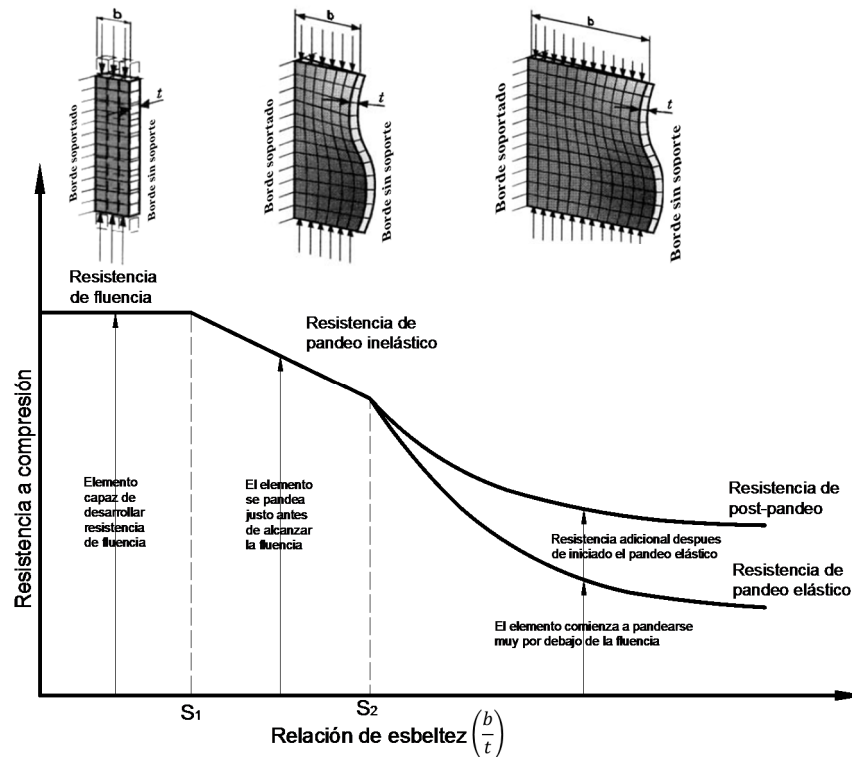 b
b
b
t
t
t
Borde soportado
Borde sin soporte
Borde soportado
Borde sin soporte
Borde soportado
Borde sin soporte
Resistencia
de fluencia
Resistencia de
pandeo inelástico
Resistencia a compresión
Elemento
capaz de
desarrollar
resistencia
de fluencia
El elemento
se pandea
justo antes
de alcanzar
la fluencia
Resistencia de
post-pandeo
Resistencia adicional despues
de iniciado el pandeo elástico
Resistencia de
pandeo elástico
El elemento comienza a pandearse
muy por debajo de la fluencia
S1
S2
Relación de esbeltez (b/t)